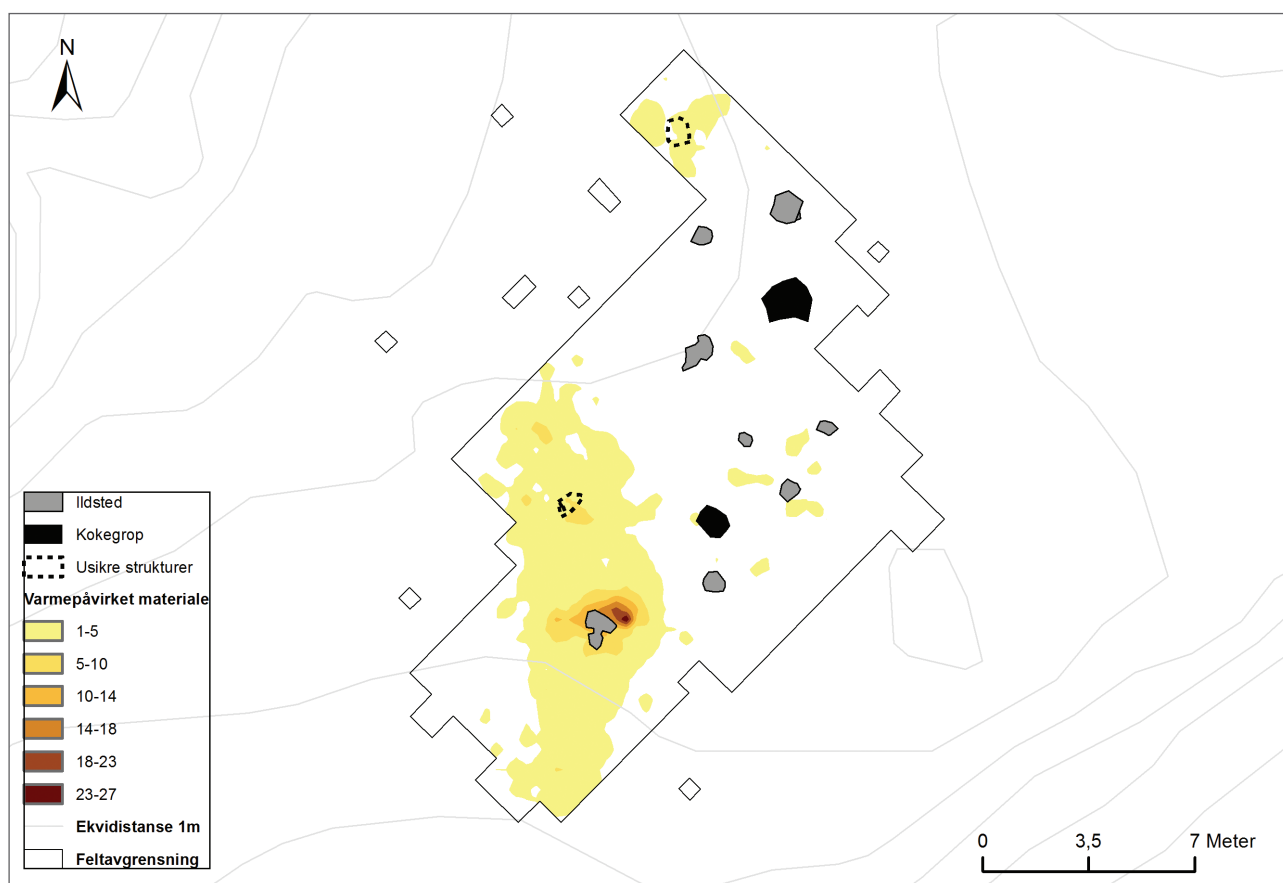 N
Ildsted
Kokegrop
Usikre strukturer
Varmepåvirket materiale
1-5
5-10
10-14
14-18
18-23
23-27
Ekvidistanse 1m
Feltavgrensning
0 3,5 7 Meter